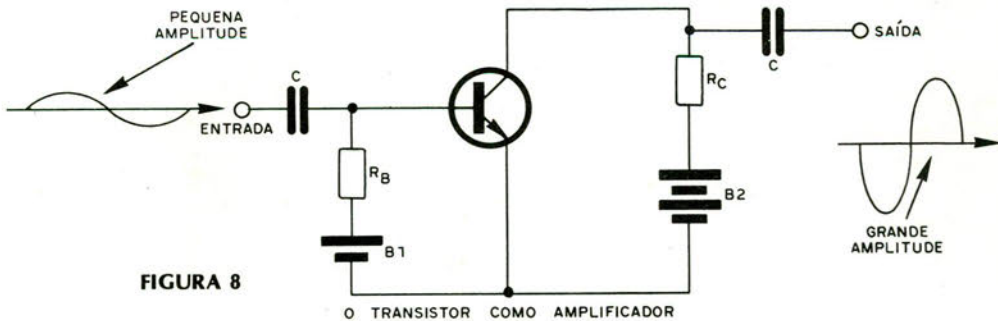 PEQUENA
AMPLITUDE
C
ENTRADA
RB
B1
RC
C
SAÍDA
B2
GRANDE
AMPLITUDE
FIGURA 8
O TRANSISTOR COMO AMPLIFICADOR